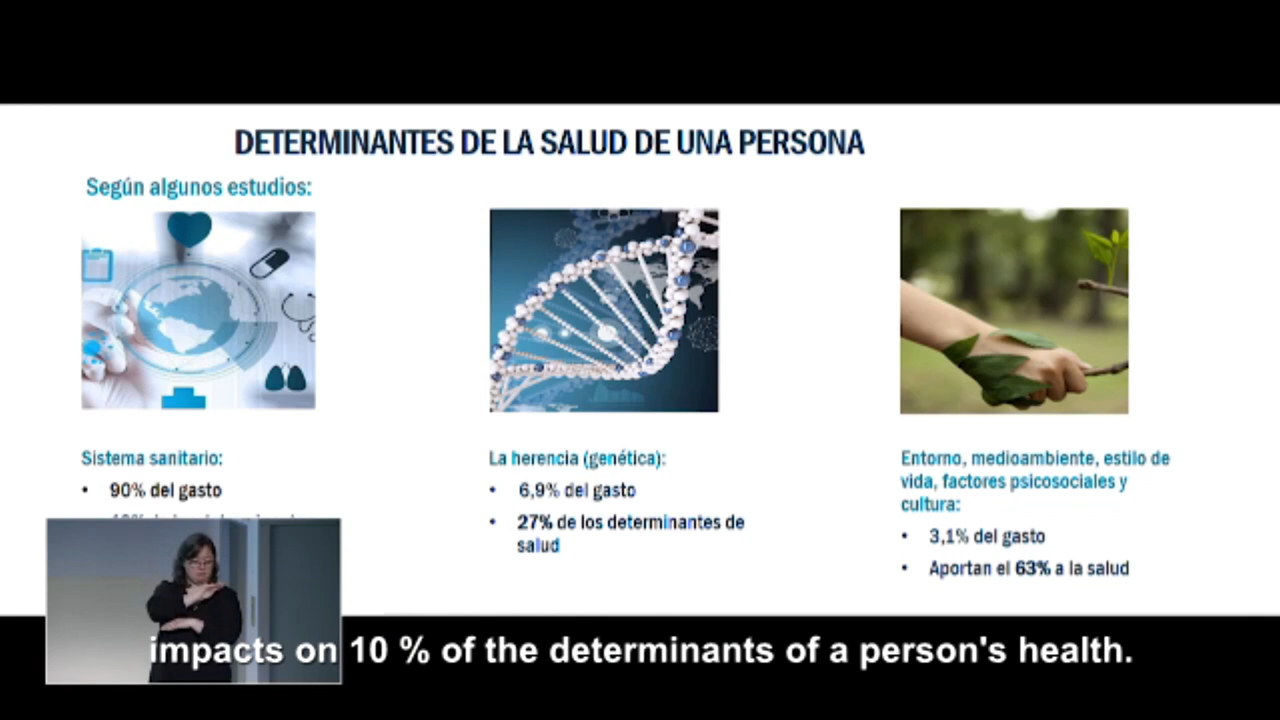 DETERMINANTES DE LA SALUD DE UNA PERSONA
Según algunos estudios:
Sistema sanitario:
• 90% del gasto
La herencia (genética):
• 6,9% del gasto
• 27% de los determinantes de
salud
Entorno, medioambiente, estilo de
vida, factores psicosociales y
cultura:
• 3,1% del gasto
• Aportan el 63% a la salud
impacts on 10 % of the determinants of a person's health.